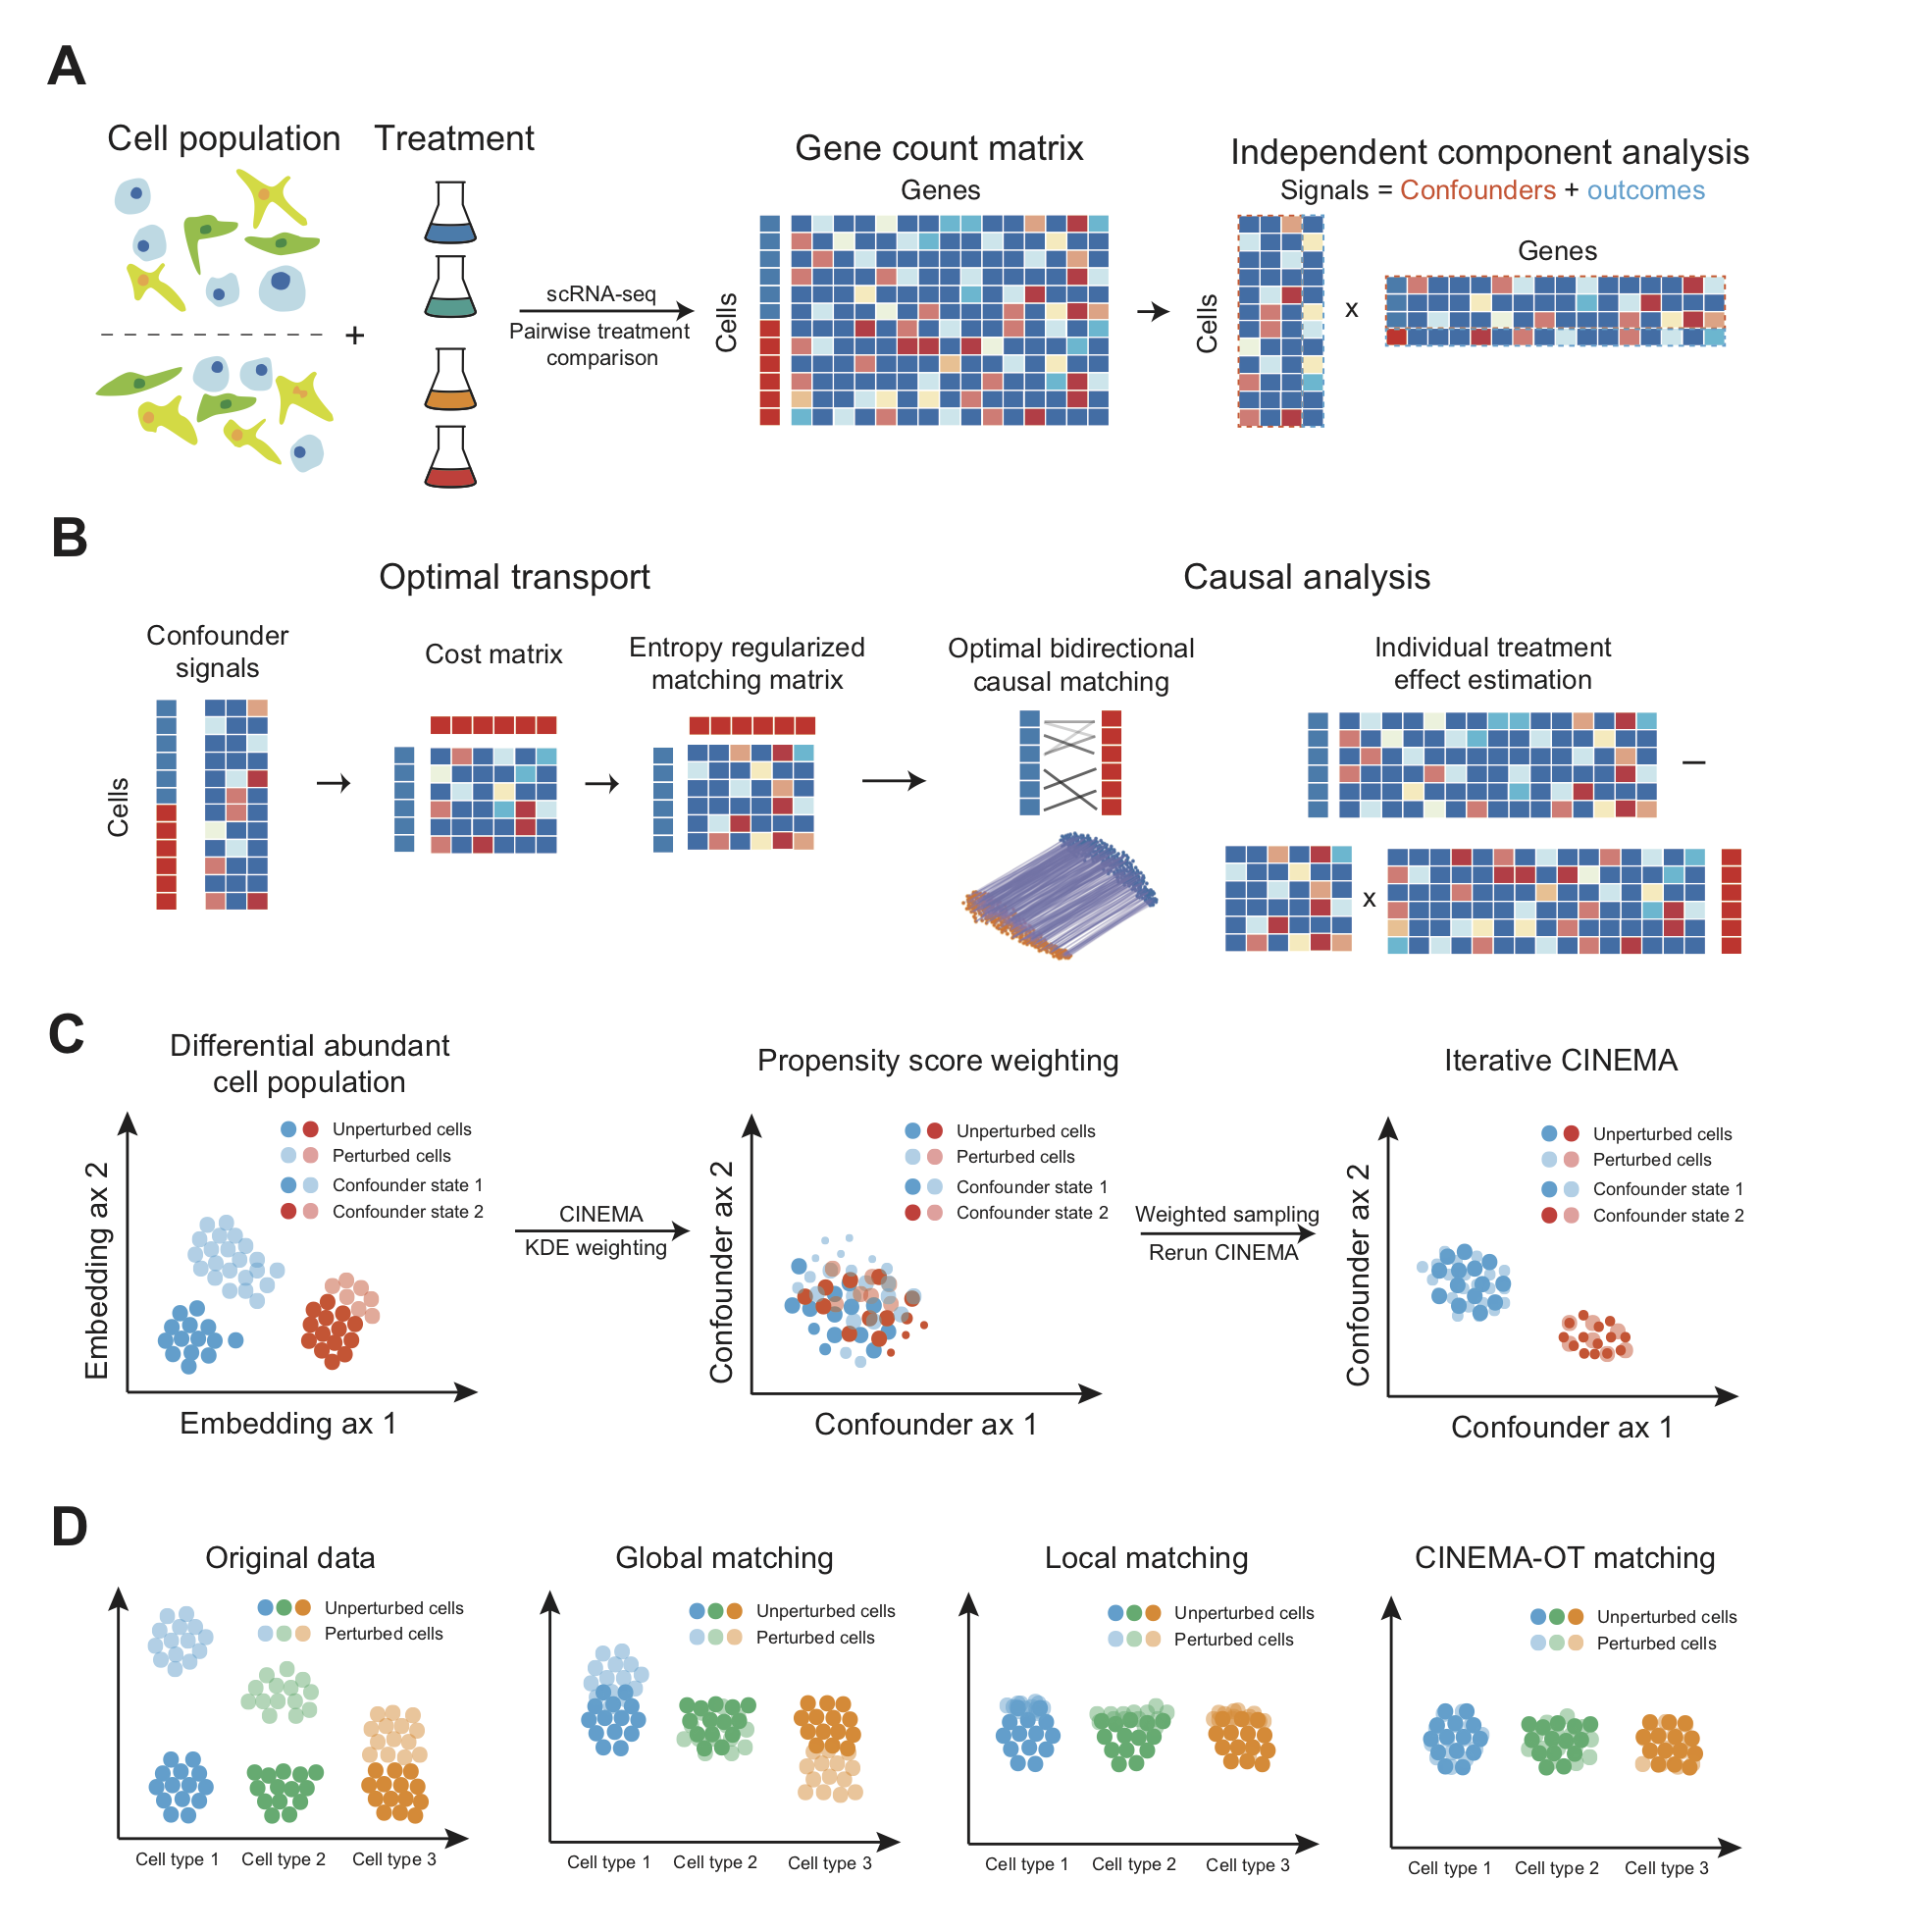 A
Cell population
Treatment
Gene count matrix
Genes
Cells
scRNA-seq
Pairwise treatment
comparison
Independent component analysis
Signals = Confounders + outcomes
Genes
Cells
+
x
B
Optimal transport
Causal analysis
Confounder
signals
Cells
Cost matrix
Entropy regularized
matching matrix
Optimal bidirectional
causal matching
Individual treatment
effect estimation
–
x
C
Differential abundant
cell population
Unperturbed cells
Perturbed cells
Confounder state 1
Confounder state 2
Embedding ax 2
Embedding ax 1
CINEMA
KDE weighting
Propensity score weighting
Unperturbed cells
Perturbed cells
Confounder state 1
Confounder state 2
Confounder ax 2
Confounder ax 1
Weighted sampling
Rerun CINEMA
Iterative CINEMA
Unperturbed cells
Perturbed cells
Confounder state 1
Confounder state 2
Confounder ax 2
Confounder ax 1
D
Original data
Unperturbed cells
Perturbed cells
Cell type 1
Cell type 2
Cell type 3
Global matching
Unperturbed cells
Perturbed cells
Cell type 1
Cell type 2
Cell type 3
Local matching
Unperturbed cells
Perturbed cells
Cell type 1
Cell type 2
Cell type 3
CINEMA-OT matching
Unperturbed cells
Perturbed cells
Cell type 1
Cell type 2
Cell type 3